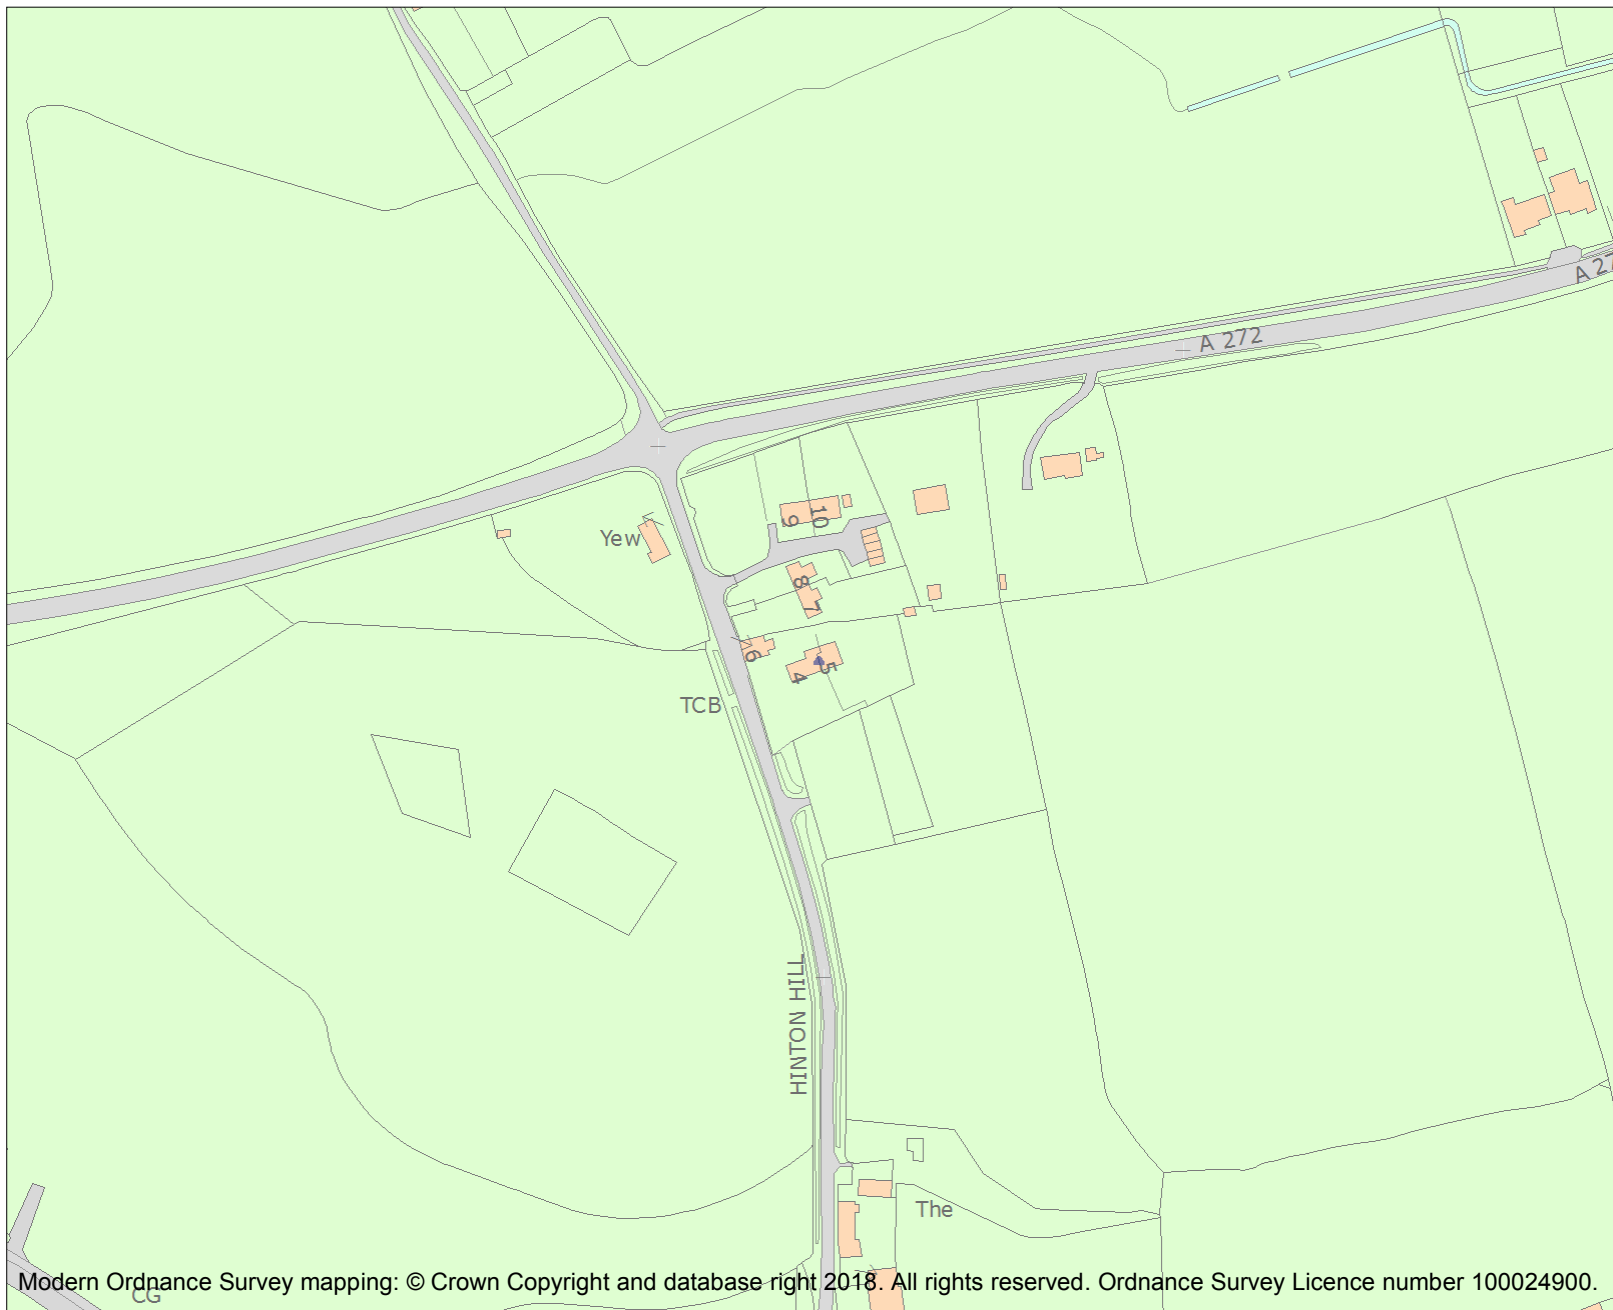 A 27
A 272
10
9
Yew
8
7
6
5
4
TCB
HINTON HILL
The
Modern Ordnance Survey mapping: © Crown Copyright and database right 2018. All rights reserved. Ordnance Survey Licence number 100024900.
CG